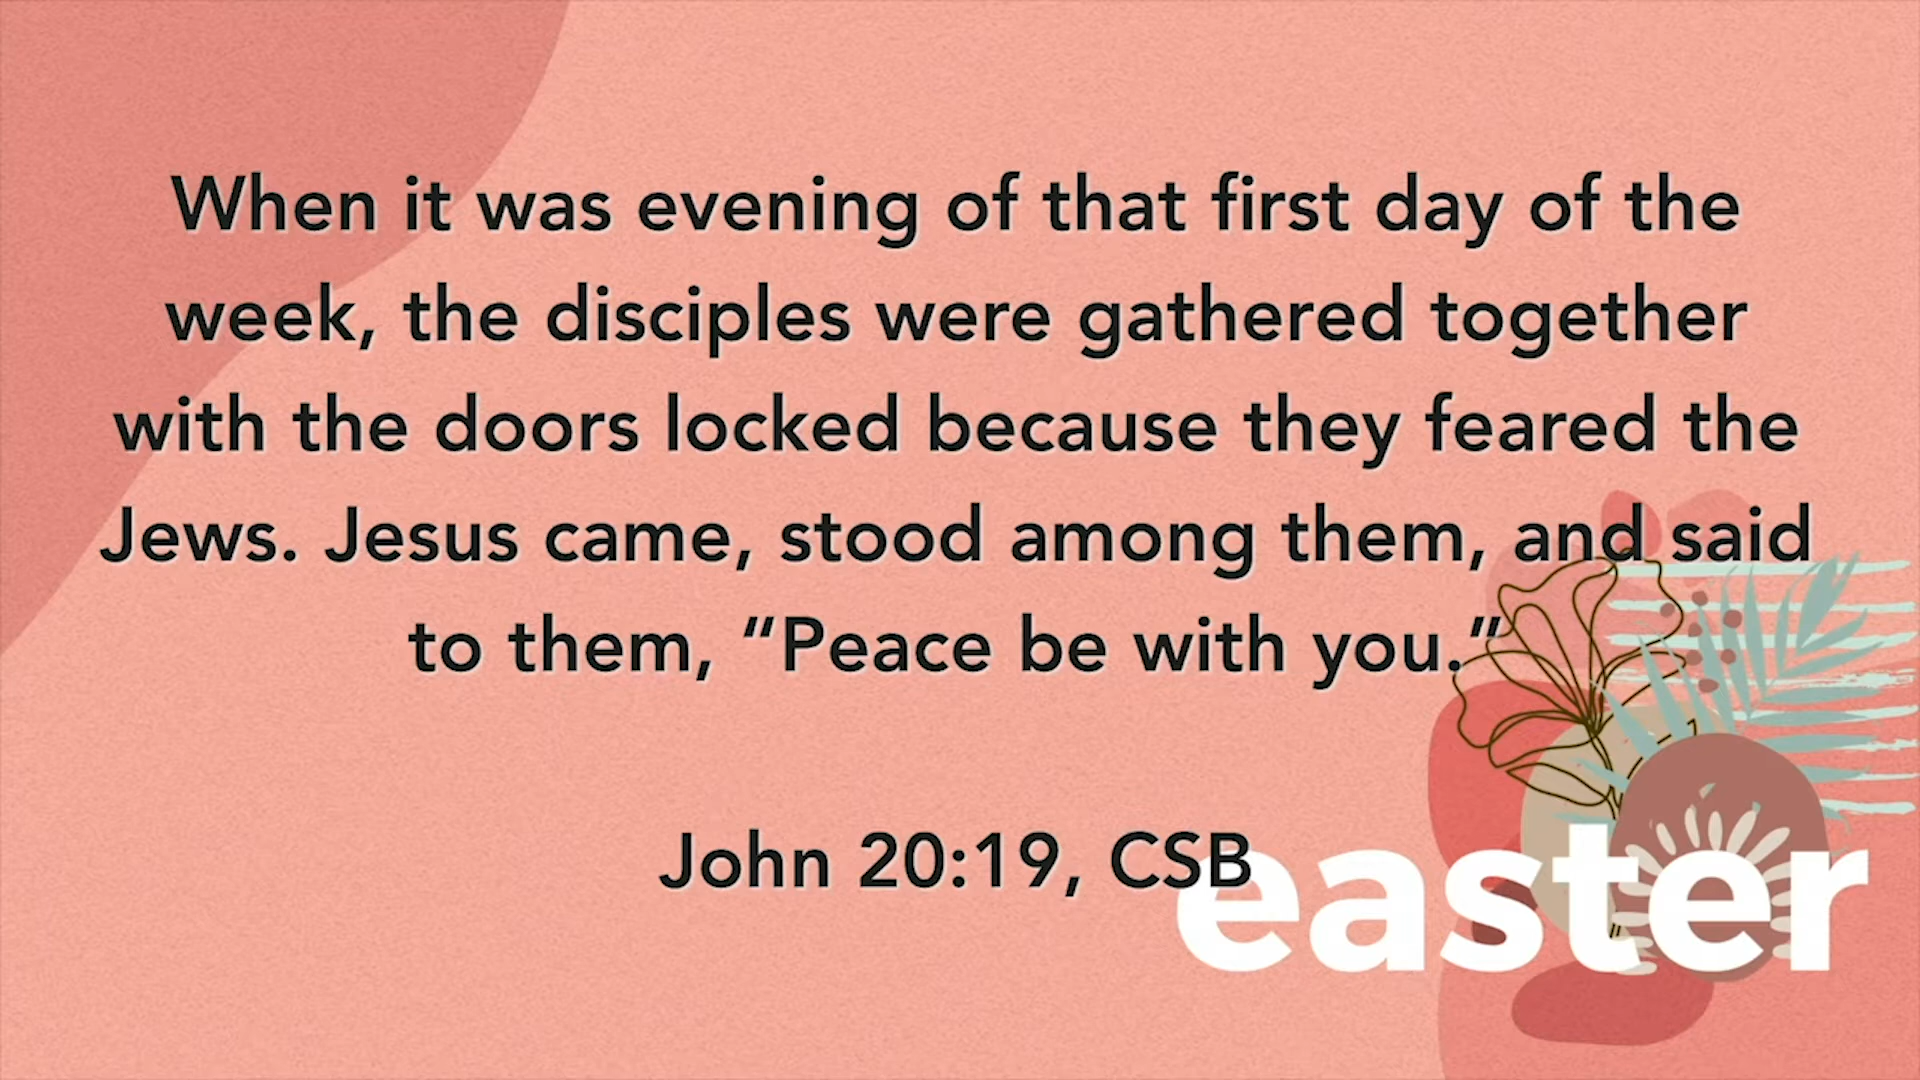 When it was evening of that first day of the
week, the disciples were gathered together
with the doors locked because they feared the
Jews. Jesus came, stood among them, and said
to them, “Peace be with you.”
John 20:19, CSB
easter